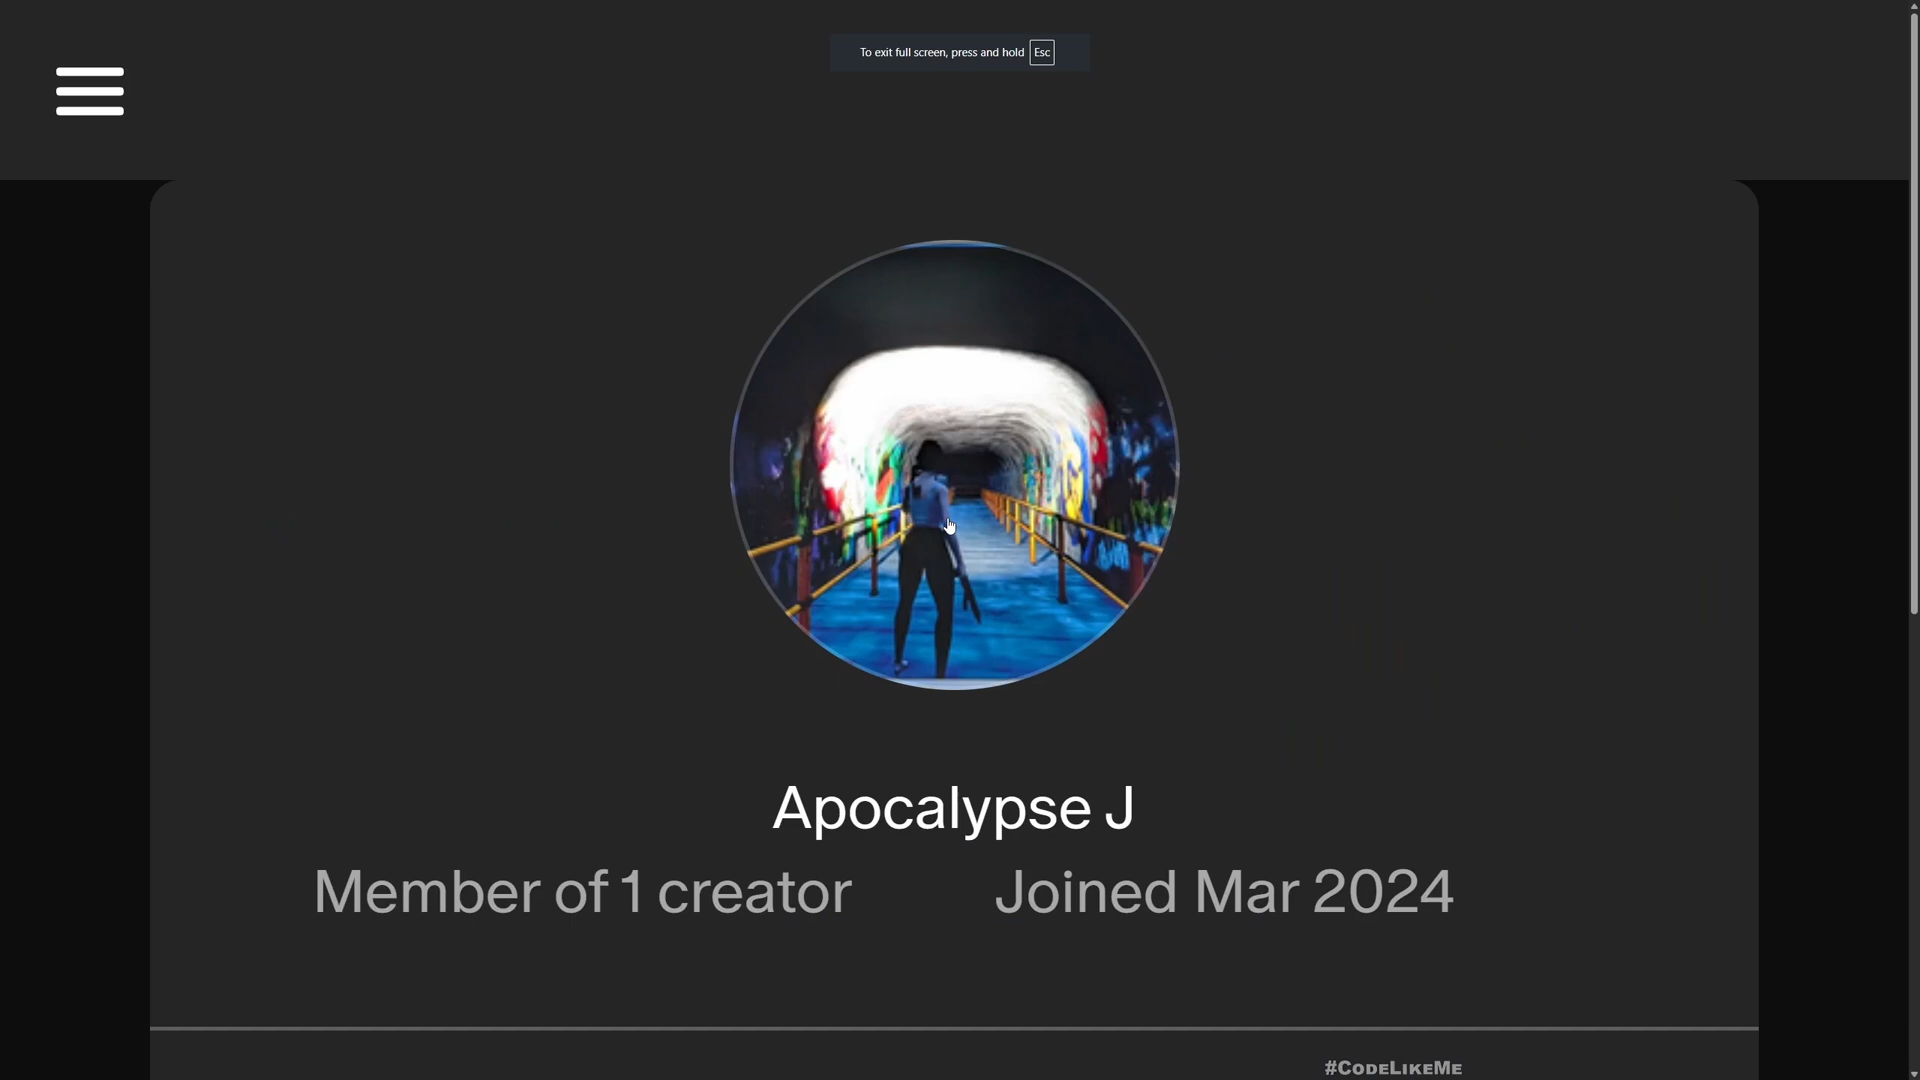 To exit full screen, press and hold Esc
Apocalypse J
Member of 1 creator
Joined Mar 2024
#CodeLikeMe